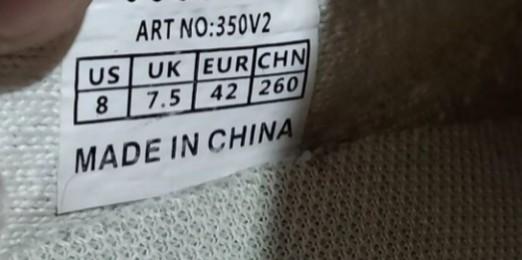 ART NO:350V2
US UK EUR CHN
8 7.5 42 260
MADE IN CHINA